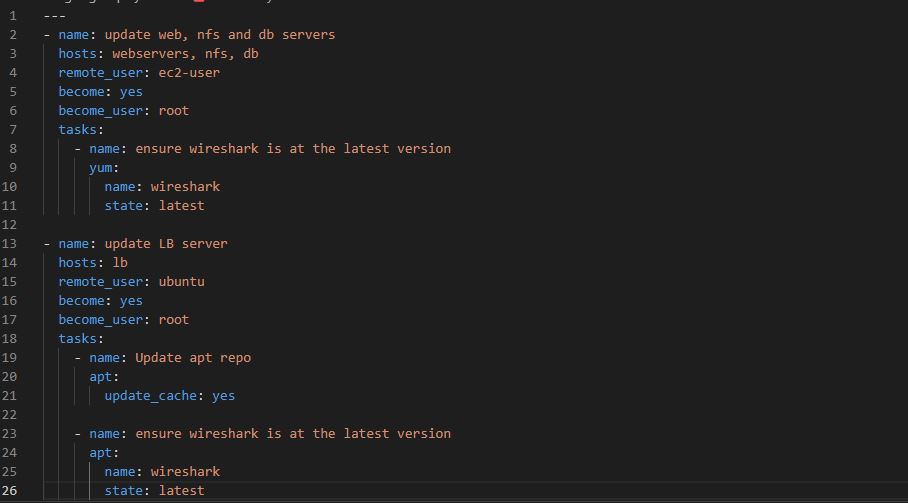 1 ---
2 - name: update web, nfs and db servers
3   hosts: webservers, nfs, db
4   remote_user: ec2-user
5   become: yes
6   become_user: root
7   tasks:
8     - name: ensure wireshark is at the latest version
9       yum:
10         name: wireshark
11         state: latest
12
13 - name: update LB server
14   hosts: lb
15   remote_user: ubuntu
16   become: yes
17   become_user: root
18   tasks:
19     - name: Update apt repo
20       apt:
21         update_cache: yes
22
23     - name: ensure wireshark is at the latest version
24       apt:
25         name: wireshark
26         state: latest